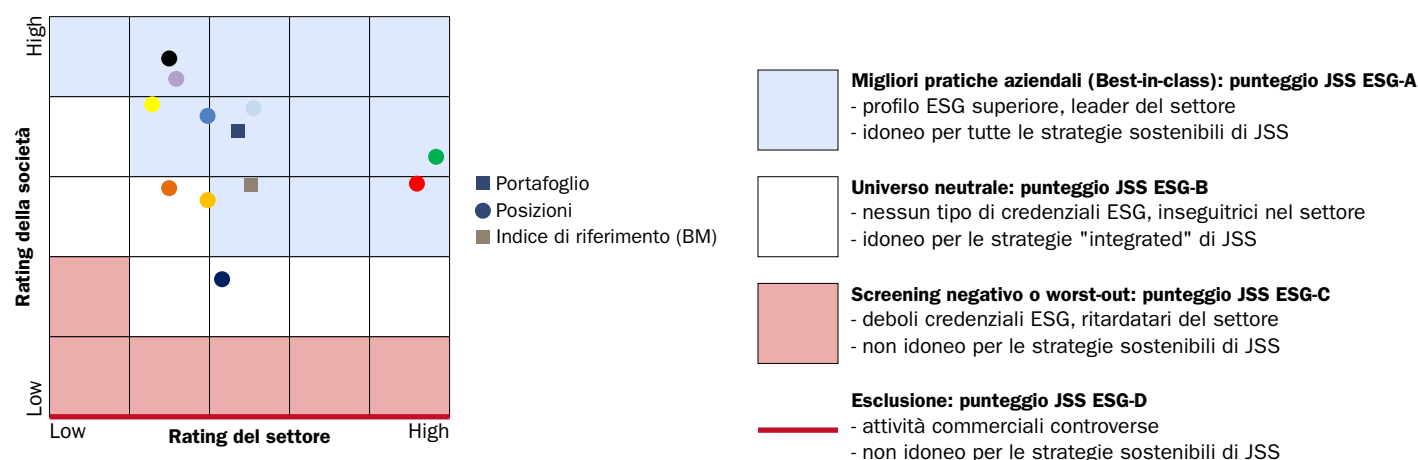 High
Rating della società
Low
Low
Rating del settore
High
Portafoglio
Posizioni
Indice di riferimento (BM)
Migliori pratiche aziendali (Best-in-class): punteggio JSS ESG-A
- profilo ESG superiore, leader del settore
- idoneo per tutte le strategie sostenibili di JSS
Universo neutrale: punteggio JSS ESG-B
- nessun tipo di credenziali ESG, inseguitrici nel settore
- idoneo per le strategie "integrated" di JSS
Screening negativo o worst-out: punteggio JSS ESG-C
- deboli credenziali ESG, ritardatari del settore
- non idoneo per le strategie sostenibili di JSS
Esclusione: punteggio JSS ESG-D
- attività commerciali controverse
- non idoneo per le strategie sostenibili di JSS